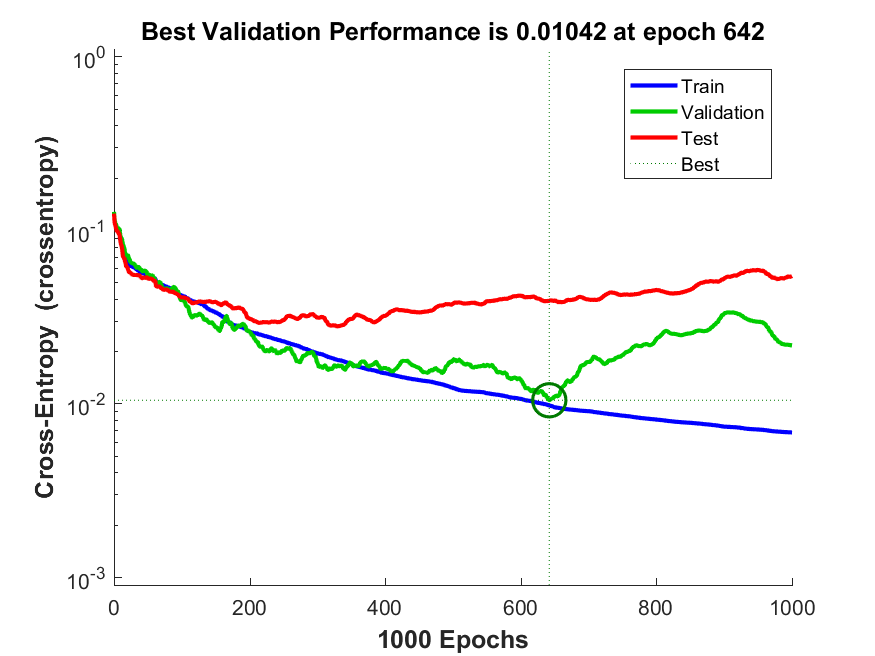 Best Validation Performance is 0.01042 at epoch 642
Train
Validation
Test
Best
10^0
10^-1
10^-2
10^-3
Cross-Entropy (crossentropy)
0 200 400 600 800 1000
1000 Epochs